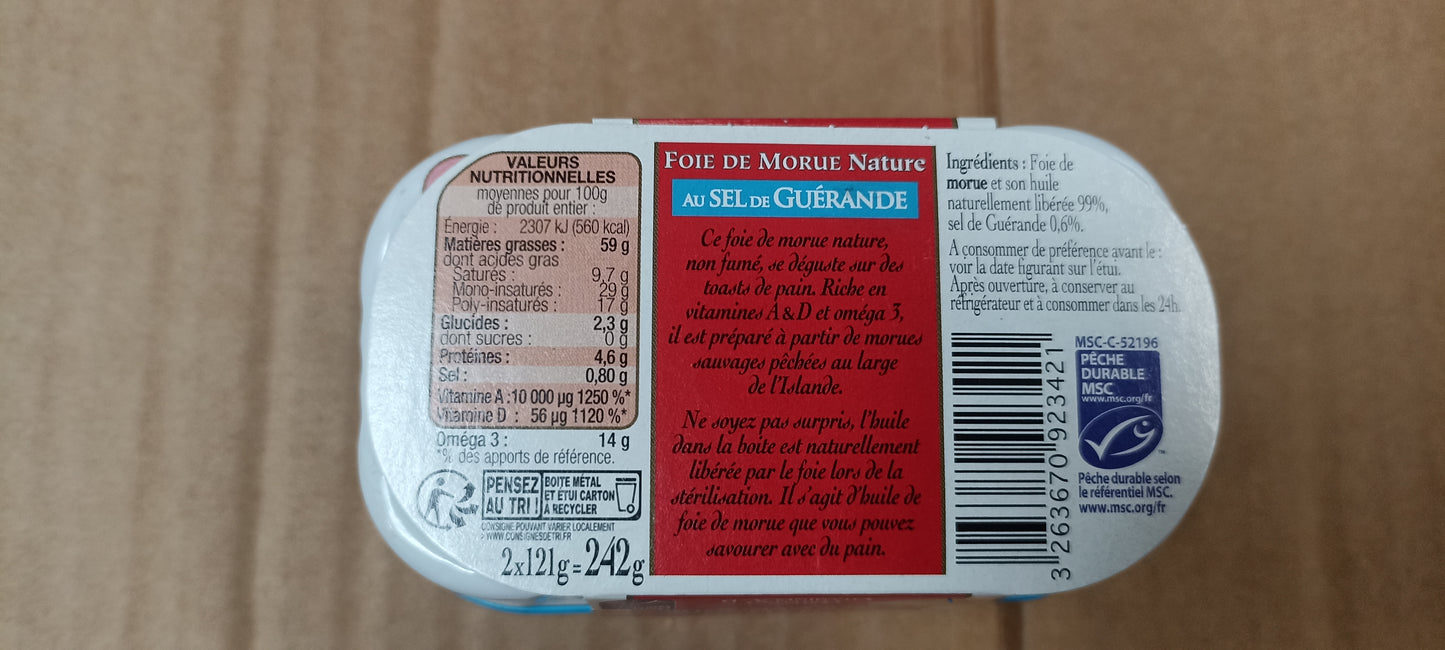 VALEURS
NUTRITIONNELLES
moyennes pour 100g
de produit entier :
Énergie : 2307 kJ (560 kcal)
Matières grasses : 59 g
dont acides gras
Saturés : 9,7 g
Mono-insaturés : 29 g
Poly-insaturés : 17 g
Glucides : 2,3 g
dont sucres : 0 g
Protéines : 4,6 g
Sel : 0,80 g
Vitamine A : 10 000 µg 1250 %*
Vitamine D : 56 µg 1120 %*
Oméga 3 : 14 g
*% des apports de référence.
PENSEZ
AU TRI !
BOITE MÉTAL
ET ETUI CARTON
À RECYCLER
CONSIGNE POUVANT VARIER LOCALEMENT
> WWW.CONSIGNESDETRI.FR
2x121g=242g
FOIE DE MORUE Nature
AU SEL DE GUÉRANDE
Ce foie de morue nature,
non fumé, se déguste sur des
toasts de pain. Riche en
vitamines A & D et oméga 3,
il est préparé à partir de morues
sauvages pêchées au large
de l'Islande.
Ne soyez pas surpris, l'huile
dans la boite est naturellement
libérée par le foie lors de la
stérilisation. Il s'agit d'huile de
foie de morue que vous pouvez
savourer avec du pain.
Ingrédients : Foie de
morue et son huile
naturellement libérée 99%,
sel de Guérande 0,6%.
A consommer de préférence avant le :
voir la date figurant sur l'étui.
Après ouverture, à conserver au
réfrigérateur et à consommer dans les 24h.
3 263670 923421
MSC-C-52196
PÊCHE
DURABLE
MSC
www.msc.org/fr
TM
Pêche durable selon
le référentiel MSC.
www.msc.org/fr